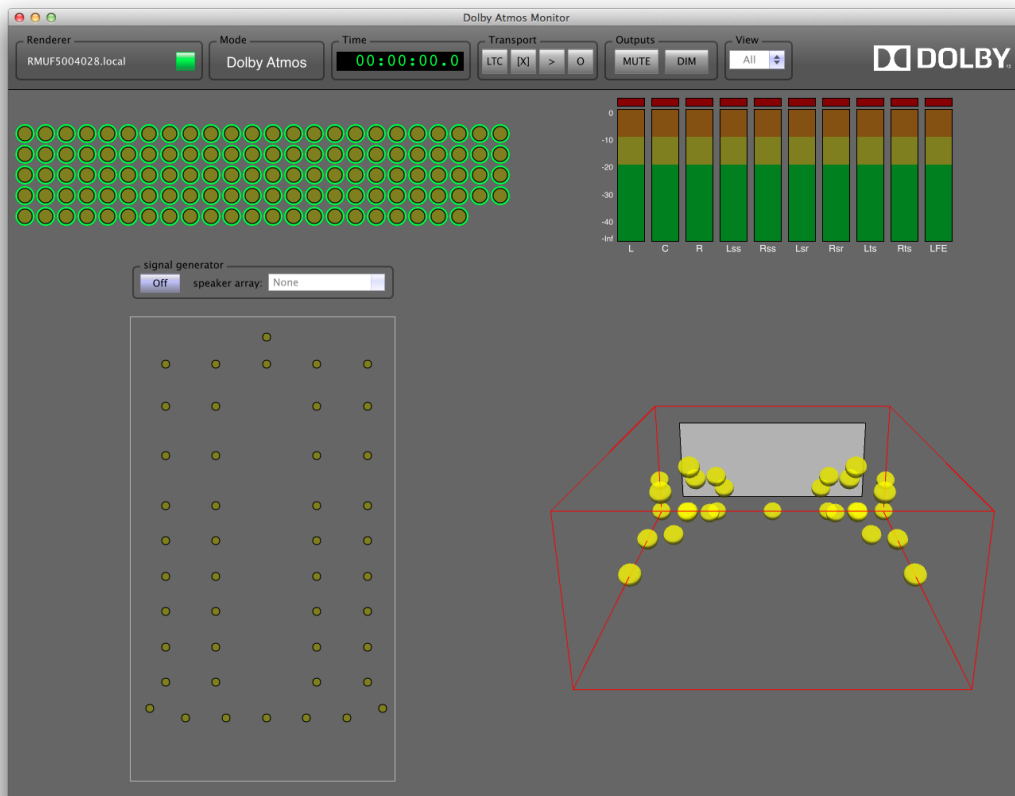 Dolby Atmos Monitor
Renderer
RMUF5004028.local
Mode
Dolby Atmos
Time
00:00:00.0
Transport
LTC [X] > O
Outputs
MUTE DIM
View
All
DOLBY
0
-10
-20
-30
-40
-Inf
L C R Lss Rss Lsr Rsr Lts Rts LFE
signal generator
Off speaker array: None